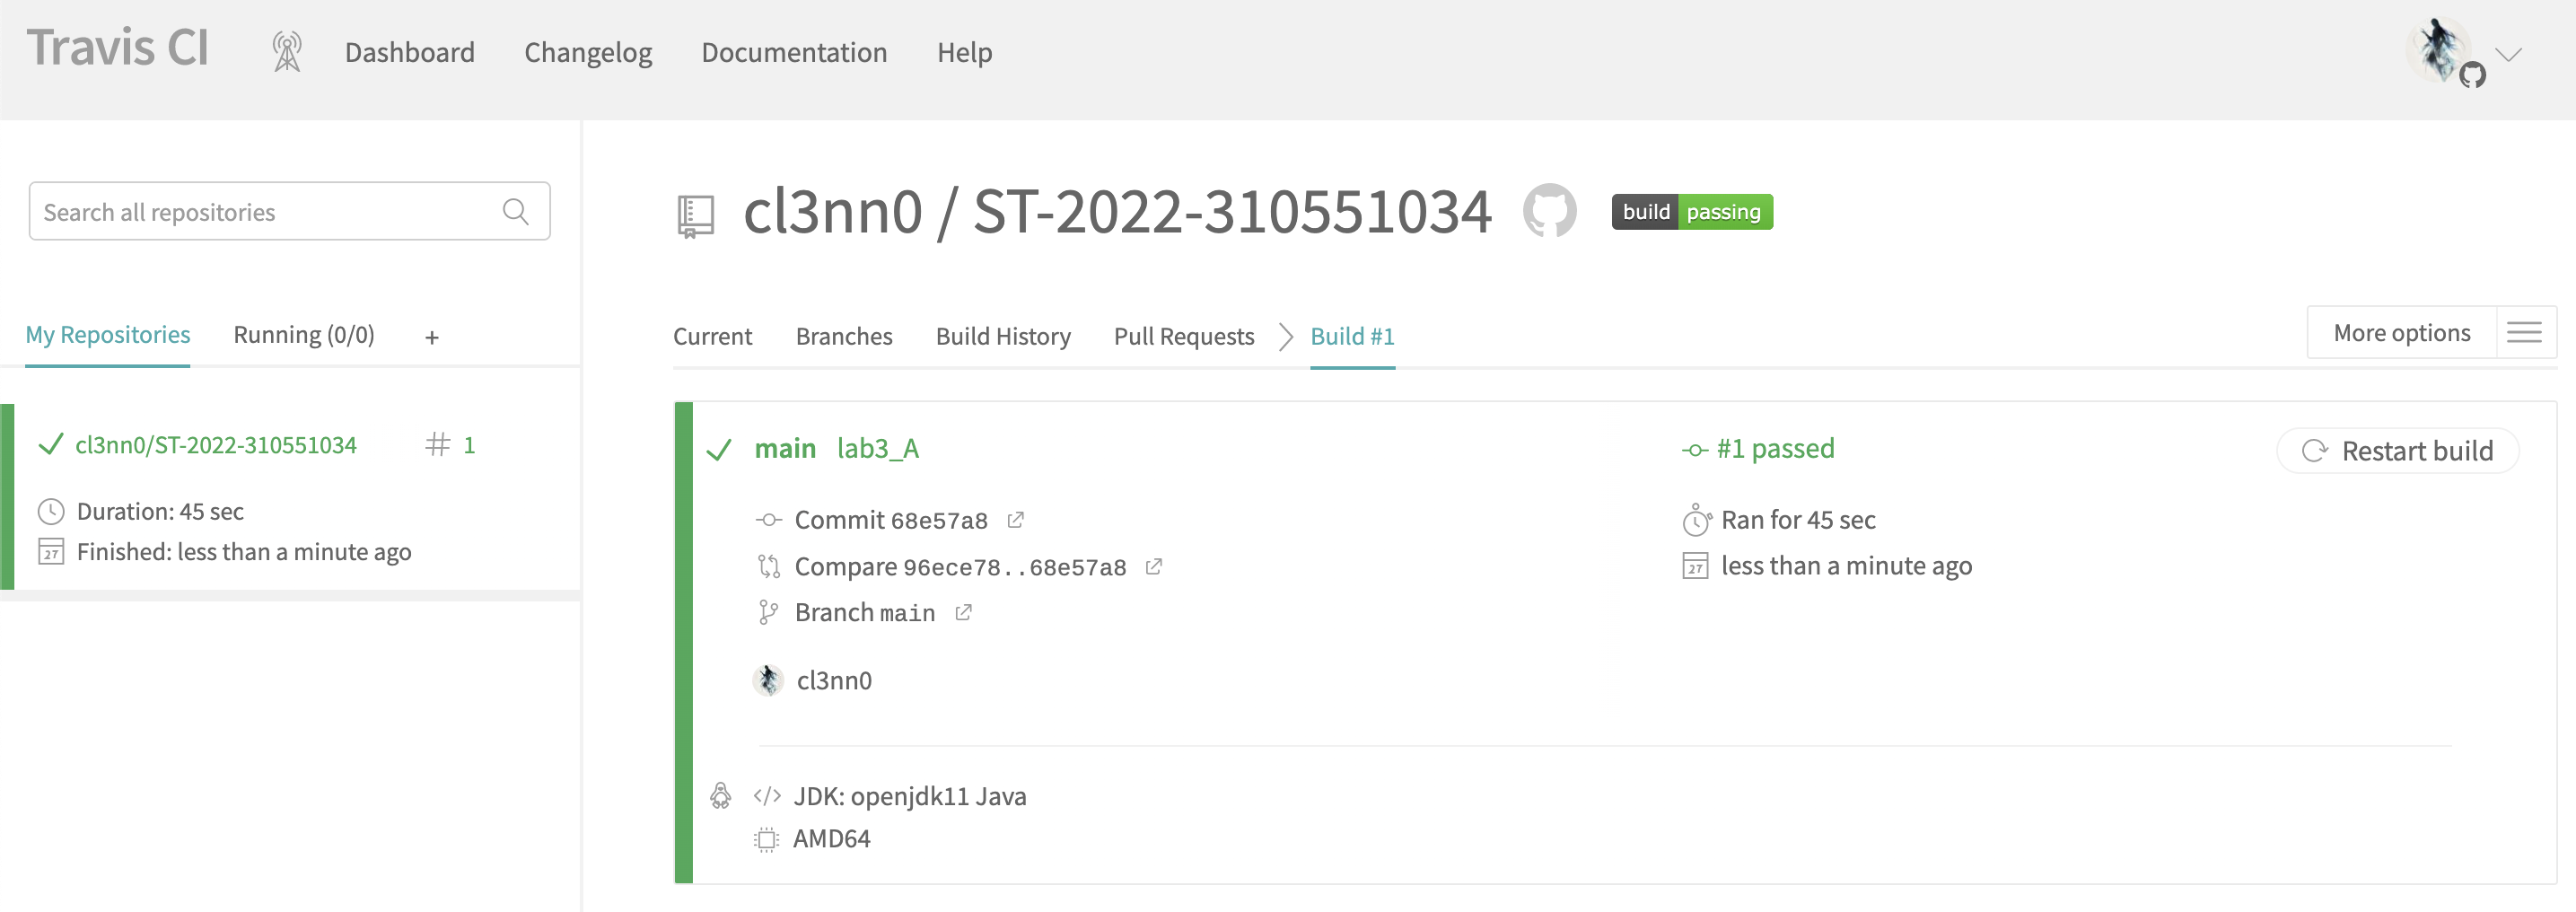 Travis CI
Dashboard Changelog Documentation Help
Search all repositories
My Repositories Running (0/0) +
cl3nn0/ST-2022-310551034 # 1
Duration: 45 sec
27 Finished: less than a minute ago
cl3nn0 / ST-2022-310551034 build passing
Current Branches Build History Pull Requests Build #1 More options
main lab3_A
Commit 68e57a8
Compare 96ece78..68e57a8
Branch main
cl3nn0
#1 passed
Ran for 45 sec
27 less than a minute ago
Restart build
</> JDK: openjdk11 Java
AMD64